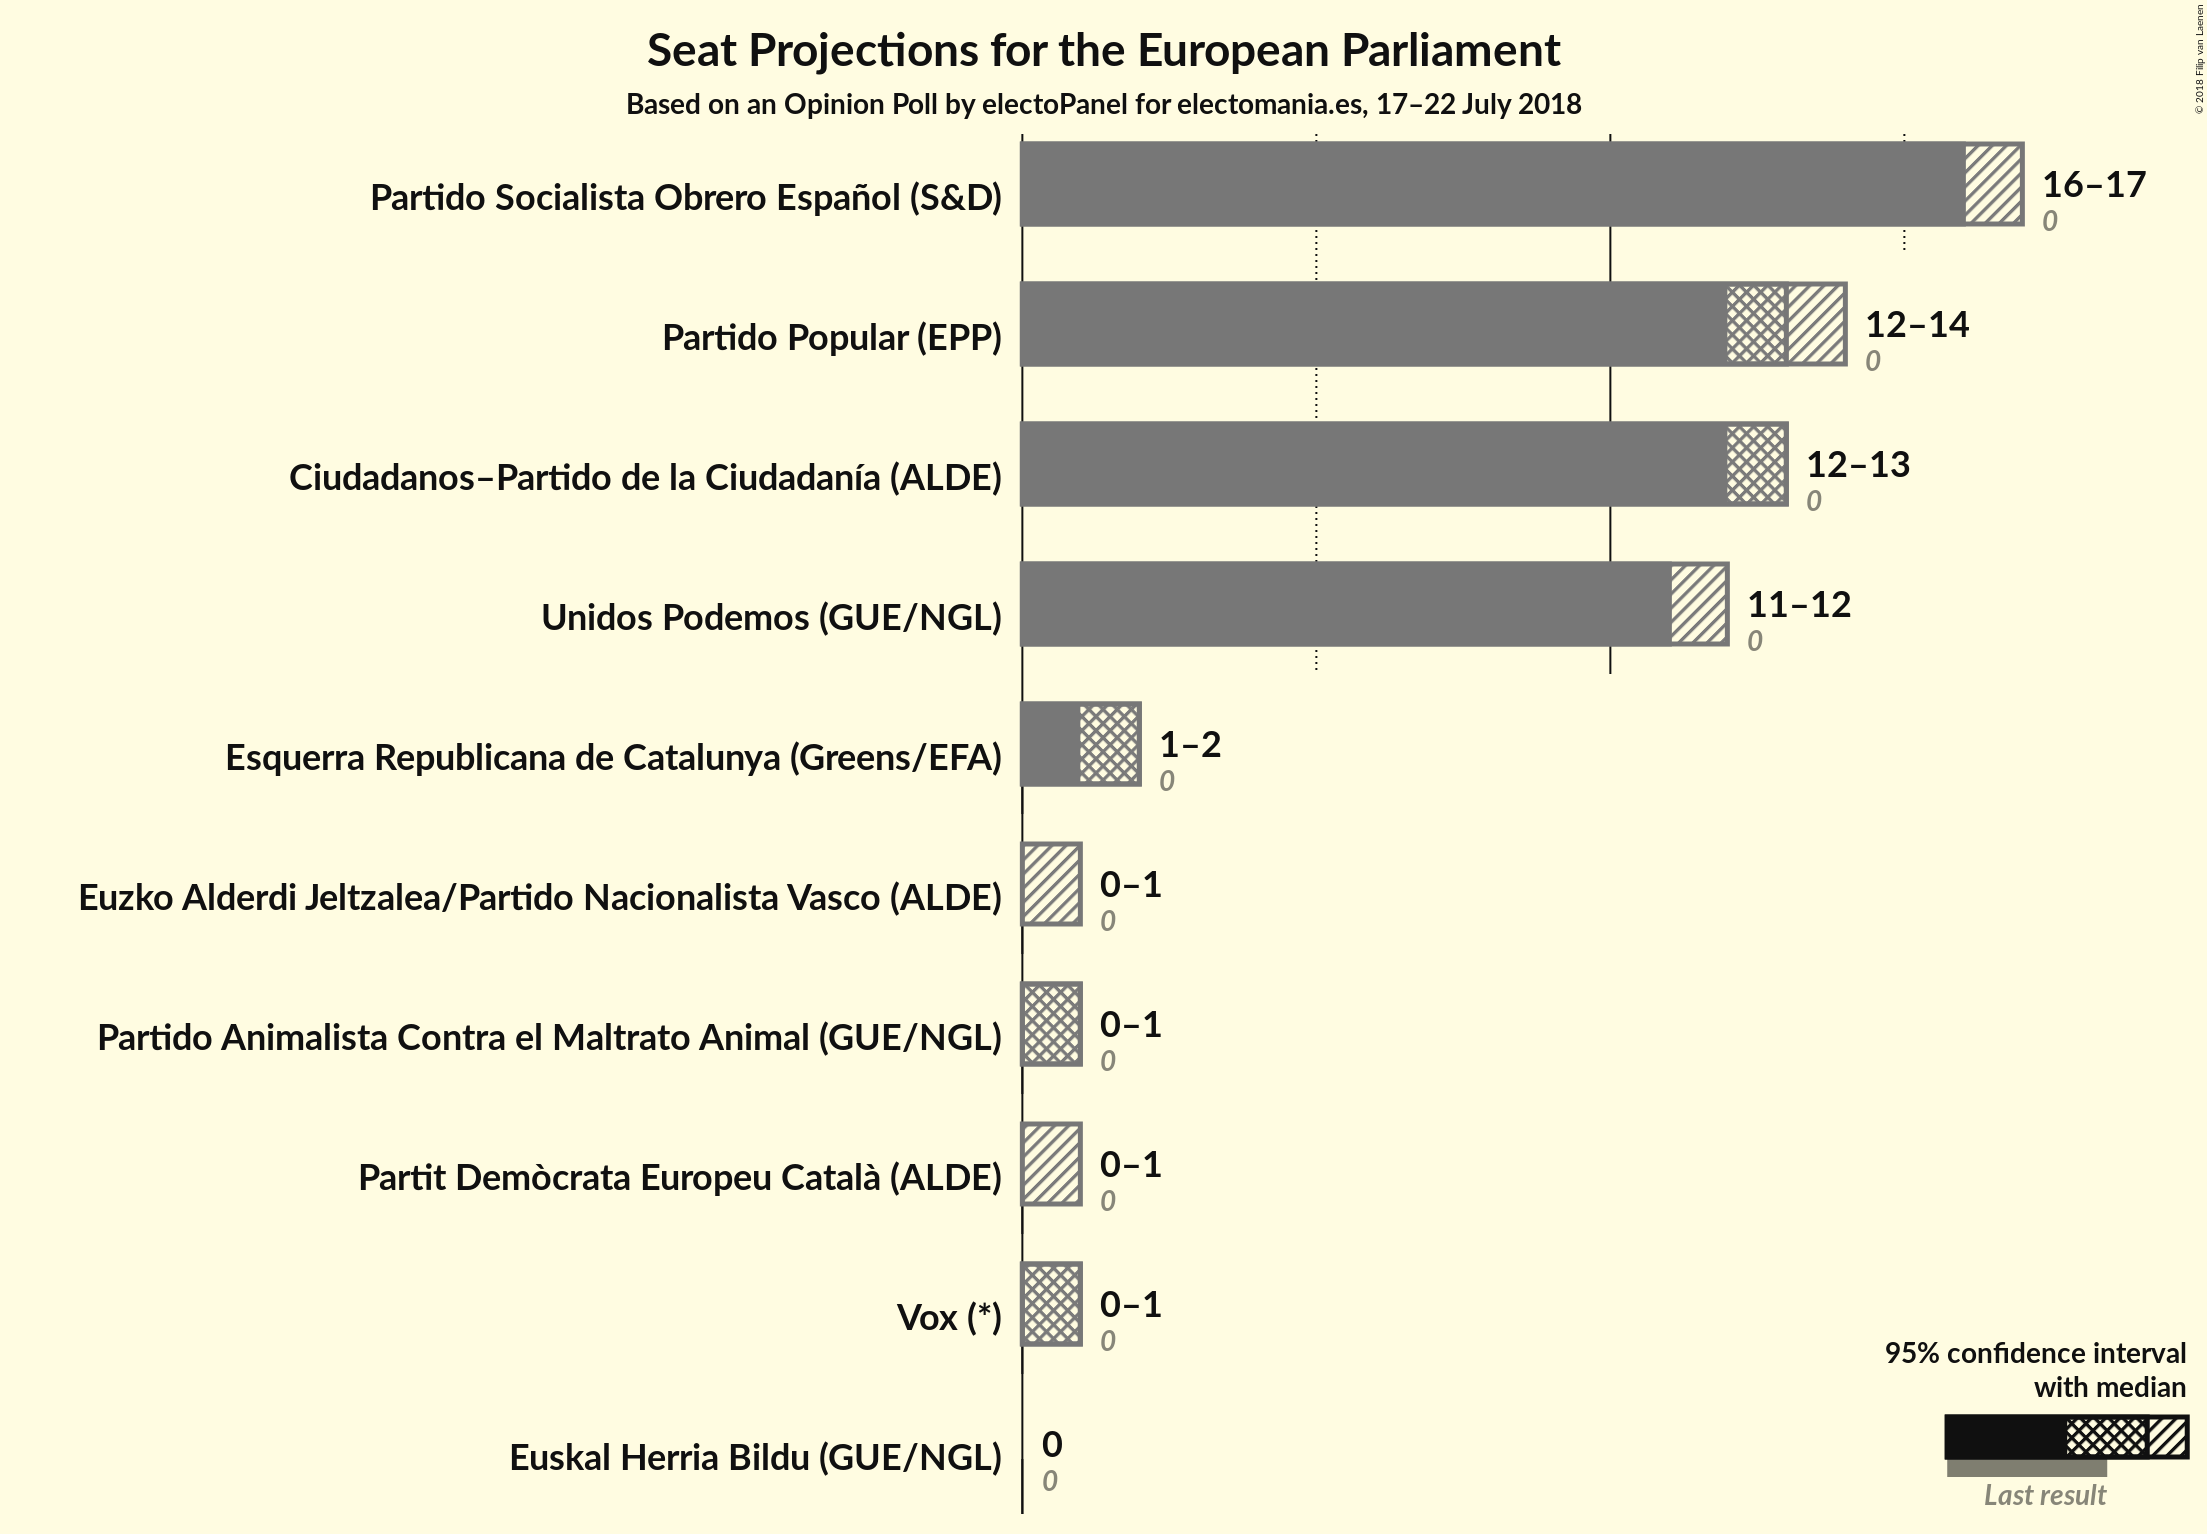 Seat Projections for the European Parliament
Based on an Opinion Poll by electoPanel for electomania.es, 17–22 July 2018
© 2018 Filip van Laenen
Partido Socialista Obrero Español (S&D)
16–17
0
Partido Popular (EPP)
12–14
0
Ciudadanos–Partido de la Ciudadanía (ALDE)
12–13
0
Unidos Podemos (GUE/NGL)
11–12
0
Esquerra Republicana de Catalunya (Greens/EFA)
1–2
0
Euzko Alderdi Jeltzalea/Partido Nacionalista Vasco (ALDE)
0–1
0
Partido Animalista Contra el Maltrato Animal (GUE/NGL)
0–1
0
Partit Demòcrata Europeu Català (ALDE)
0–1
0
Vox (*)
0–1
0
Euskal Herria Bildu (GUE/NGL)
0
0
95% confidence interval
with median
Last result